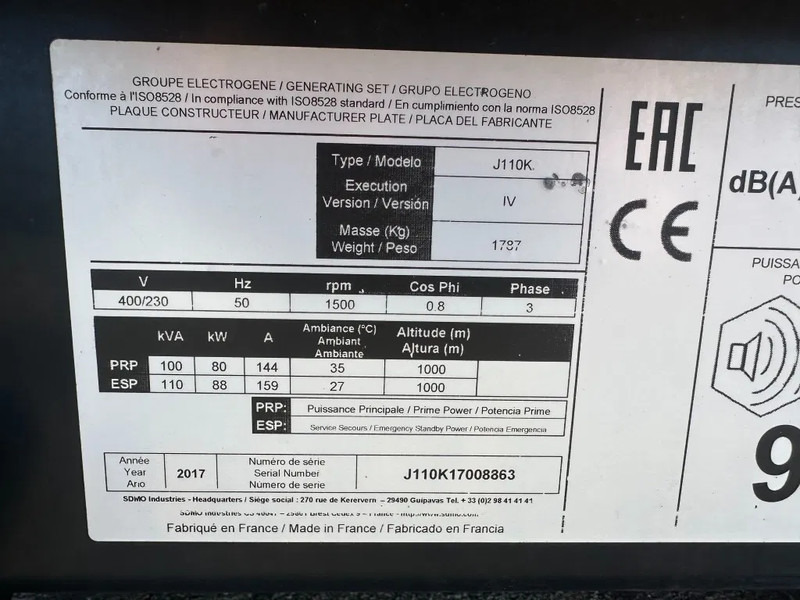 GROUPE ELECTROGENE / GENERATING SET / GRUPO ELECTROGENO
Conforme à l'ISO8528 / In compliance with ISO8528 standard / En cumplimiento con la norma ISO8528
PLAQUE CONSTRUCTEUR / MANUFACTURER PLATE / PLACA DEL FABRICANTE
Type / Modelo J110K
Execution
Version / Versión IV
Masse (Kg)
Weight / Peso 1787
V Hz rpm Cos Phi Phase
400/230 50 1500 0.8 3
kVA kW A Ambiance (°C) Altitude (m)
Ambiant Altura (m)
Ambiante
PRP 100 80 144 35 1000
ESP 110 88 159 27 1000
PRP: Puissance Principale / Prime Power / Potencia Prime
ESP: Service Secours / Emergency Standby Power / Potencia Emergencia
Année
Year 2017
Ano
Numéro de série
Serial Number J110K17008863
Numero de série
SDMO Industries - Headquarters / Siége social : 270 rue de Kerervern – 29490 Guipavas Tel. + 33 (0)2 98 41 41 41
Fabriqué en France / Made in France / Fabricado en Francia
EAC
CE
PRES
dB(A)
PUISSA
PO
9